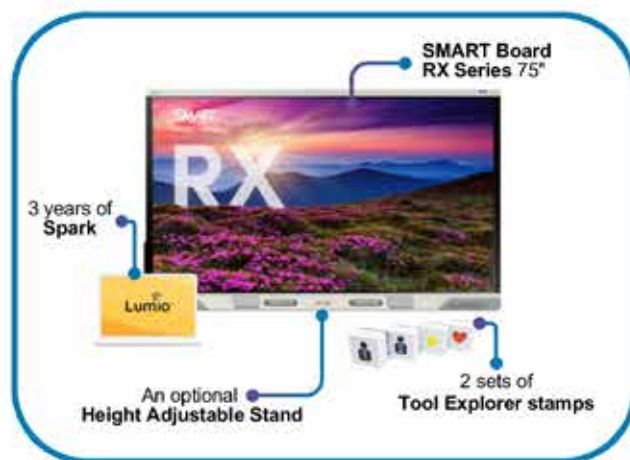 SMART Board
RX Series 75"
SMART
RX
3 years of
Spark
Lumio
An optional
Height Adjustable Stand
2 sets of
Tool Explorer stamps